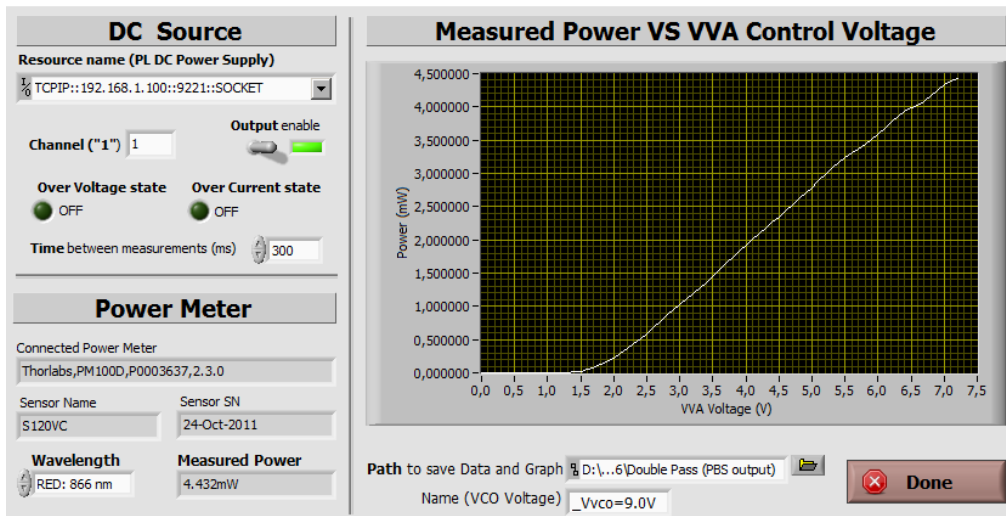 DC Source
Resource name (PL DC Power Supply)
I/O TCPIP::192.168.1.100::9221::SOCKET
Channel ("1") 1
Output enable
Over Voltage state
OFF
Over Current state
OFF
Time between measurements (ms) 300
Power Meter
Connected Power Meter
Thorlabs,PM100D,P0003637,2.3.0
Sensor Name
S120VC
Sensor SN
24-Oct-2011
Wavelength
RED: 866 nm
Measured Power
4.432mW
Measured Power VS VVA Control Voltage
4,500000
4,000000
3,500000
3,000000
2,500000
2,000000
1,500000
1,000000
0,500000
0,000000
Power (mW)
0,0 0,5 1,0 1,5 2,0 2,5 3,0 3,5 4,0 4,5 5,0 5,5 6,0 6,5 7,0 7,5
VVA Voltage (V)
Path to save Data and Graph D:\...6\Double Pass (PBS output)
Name (VCO Voltage) _Vvco=9.0V
Done